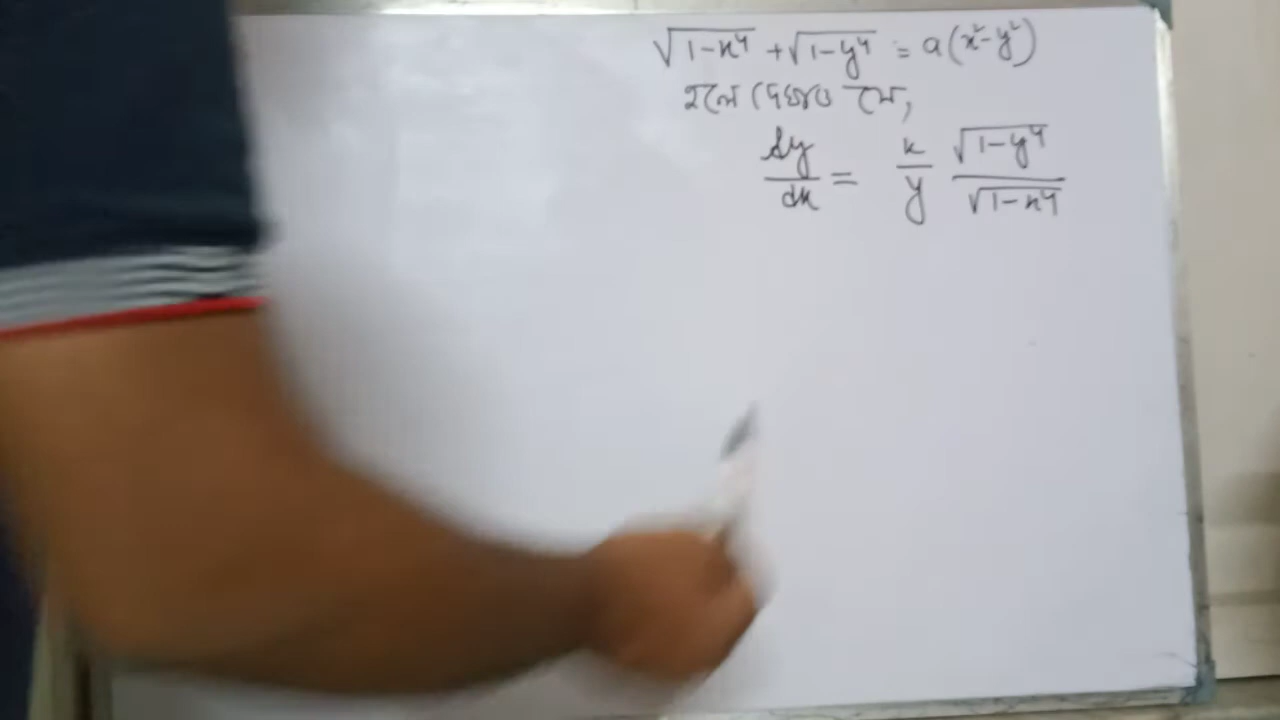 √(1-x⁴) + √(1-y⁴) = a(x²-y²)
হলে দেখাও যে,
dy/dx = x/y √(1-y⁴)/√(1-x⁴)